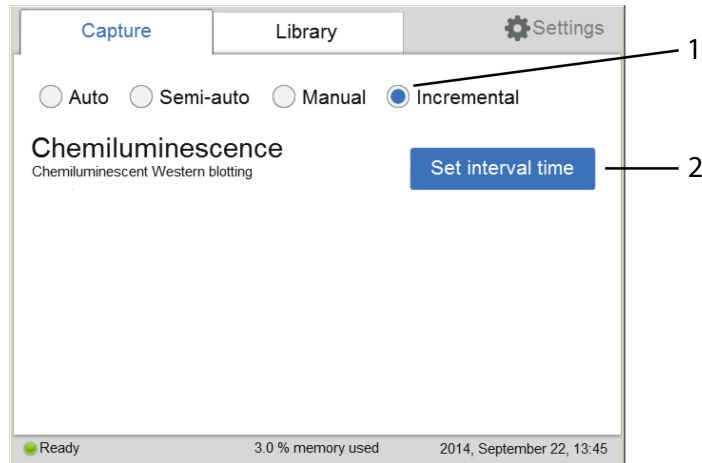 Capture Library Settings
1
Auto Semi-auto Manual Incremental
Chemiluminescence
Chemiluminescent Western blotting
Set interval time
2
Ready 3.0 % memory used 2014, September 22, 13:45